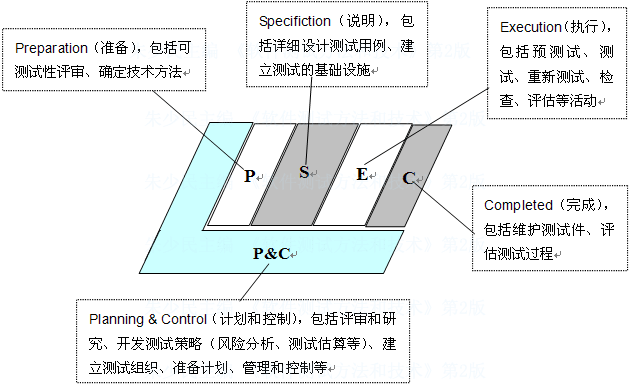 Preparation（准备），包括可
测试性评审、确定技术方法
Specifiction（说明），包
括详细设计测试用例、建
立测试的基础设施
Execution(执行)，
包括预测试、测
试、重新测试、检
查、评估等活动
P
S
E
C
P&C
Completed（完成），
包括维护测试件、评
估测试过程
Planning & Control（计划和控制），包括评审和研
究、开发测试策略（风险分析、测试估算等）、建
立测试组织、准备计划、管理和控制等